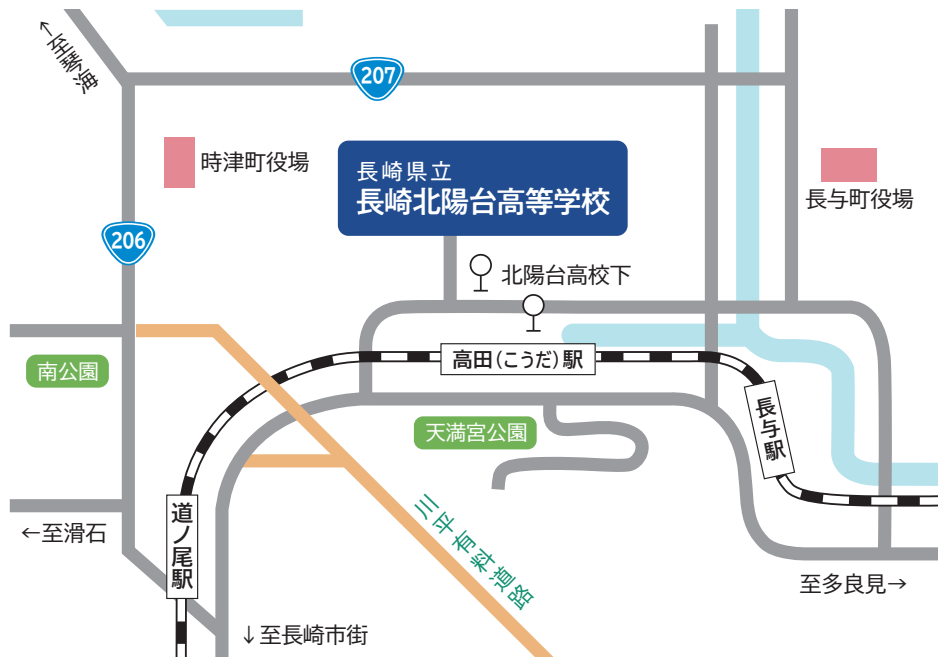 ↑至琴海
207
時津町役場
長崎県立
長崎北陽台高等学校
長与町役場
206
北陽台高校下
高田(こうだ)駅
南公園
天満宮公園
長与駅
道ノ尾駅
川平有料道路
←至滑石
至多良見→
↓至長崎市街